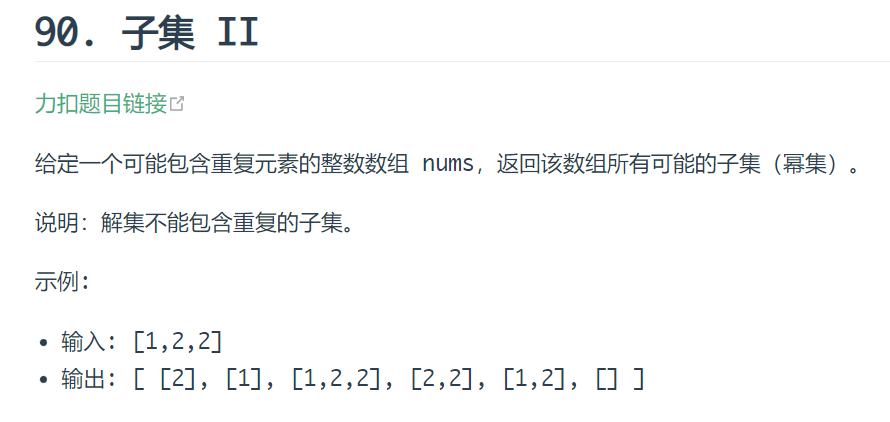 90. 子集 II
力扣题目链接
给定一个可能包含重复元素的整数数组 nums，返回该数组所有可能的子集（幂集）。
说明：解集不能包含重复的子集。
示例:
• 输入: [1,2,2]
• 输出: [ [2], [1], [1,2,2], [2,2], [1,2], [] ]